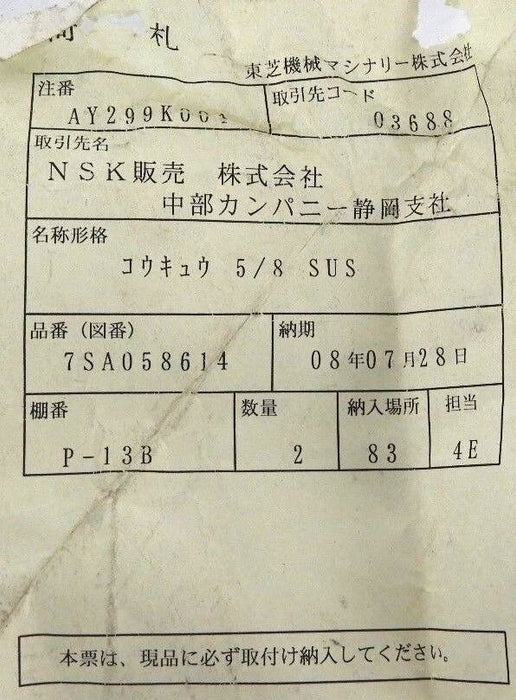 札
東芝機械マシナリー株式会社
注番
取引先コード
AY299K00
03688
取引先名
NSK販売 株式会社
中部カンパニー静岡支社
名称形格
コウキュウ 5/8 SUS
品番(図番)
納期
7SA058614
08年07月28日
棚番
数量
納入場所
担当
P-13B
2
83
4E
本票は、現品に必ず取付け納入してください。